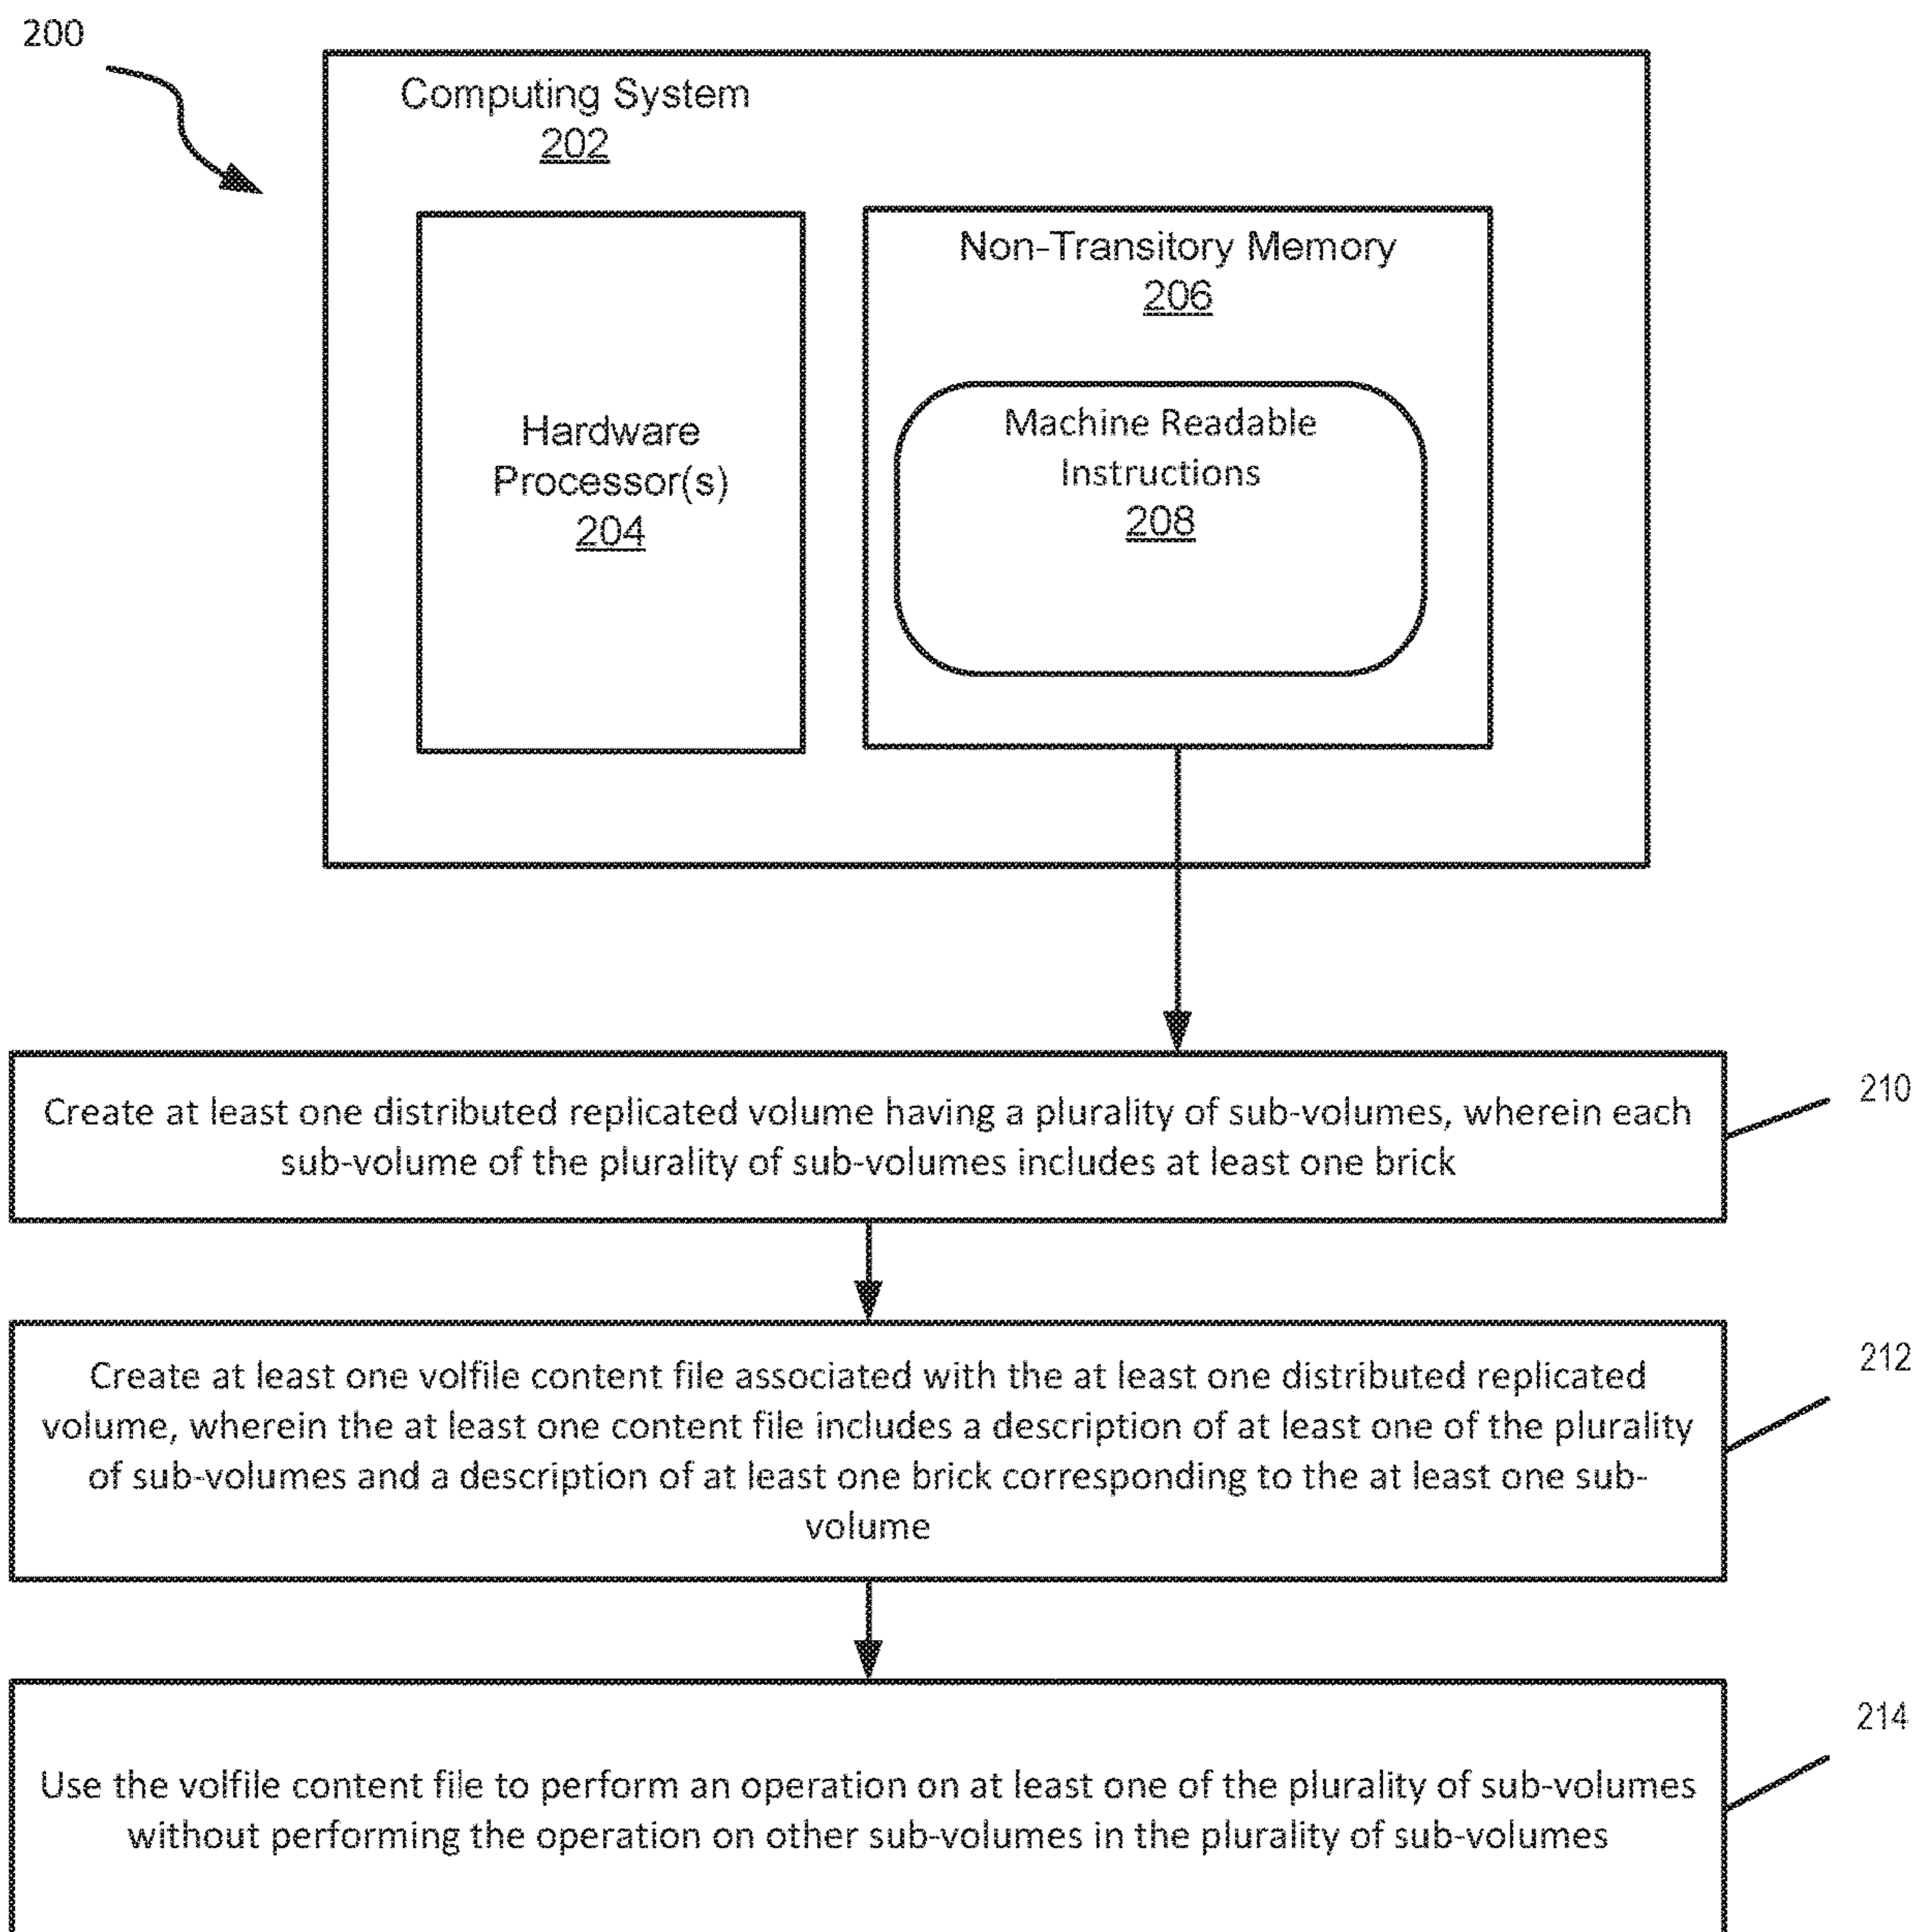 200
Computing System
202
Non-Transitory Memory
206
Hardware
Processor(s)
204
Machine Readable
Instructions
208
Create at least one distributed replicated volume having a plurality of sub-volumes, wherein each
sub-volume of the plurality of sub-volumes includes at least one brick
210
Create at least one volfile content file associated with the at least one distributed replicated
volume, wherein the at least one content file includes a description of at least one of the plurality
of sub-volumes and a description of at least one brick corresponding to the at least one sub-
volume
212
Use the volfile content file to perform an operation on at least one of the plurality of sub-volumes
without performing the operation on other sub-volumes in the plurality of sub-volumes
214